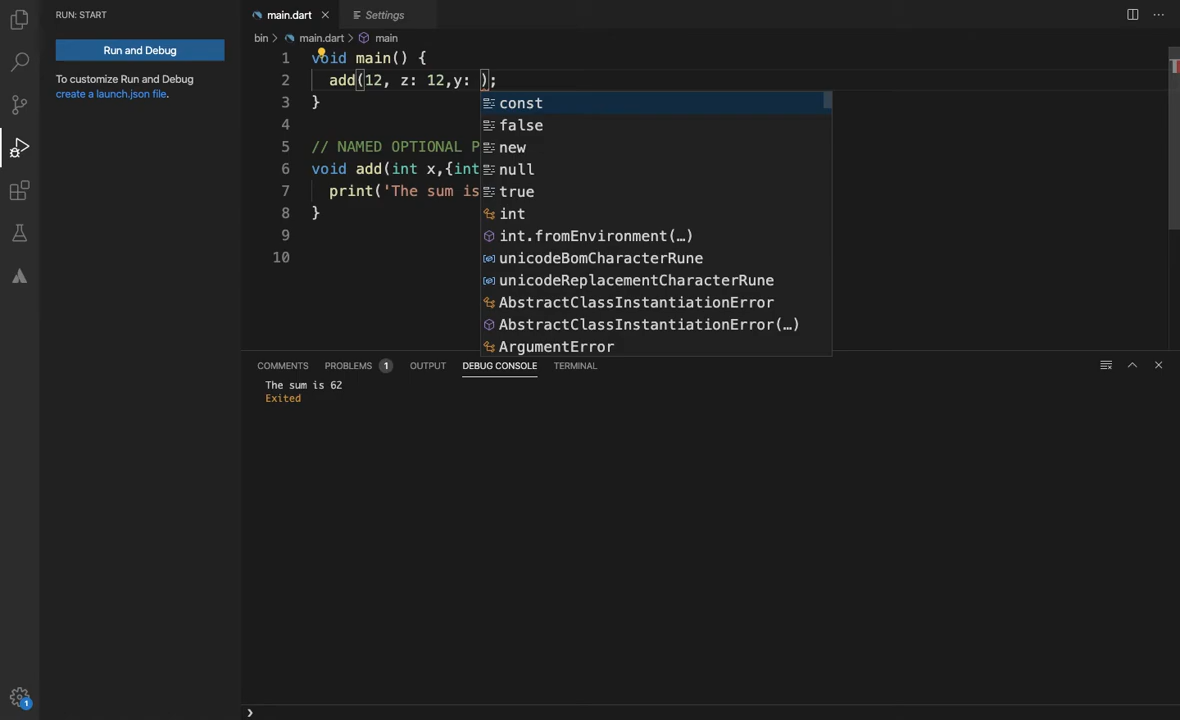 RUN: START
main.dart
Settings
Run and Debug
To customize Run and Debug
create a launch.json file.
bin > main.dart > main
1 void main() {
2 add(12, z: 12,y: );
3 }
4
5 // NAMED OPTIONAL P
6 void add(int x,{int
7 print('The sum is
8 }
9
10
const
false
new
null
true
int
int.fromEnvironment(…)
unicodeBomCharacterRune
unicodeReplacementCharacterRune
AbstractClassInstantiationError
AbstractClassInstantiationError(…)
ArgumentError
COMMENTS PROBLEMS 1 OUTPUT DEBUG CONSOLE TERMINAL
The sum is 62
Exited
1